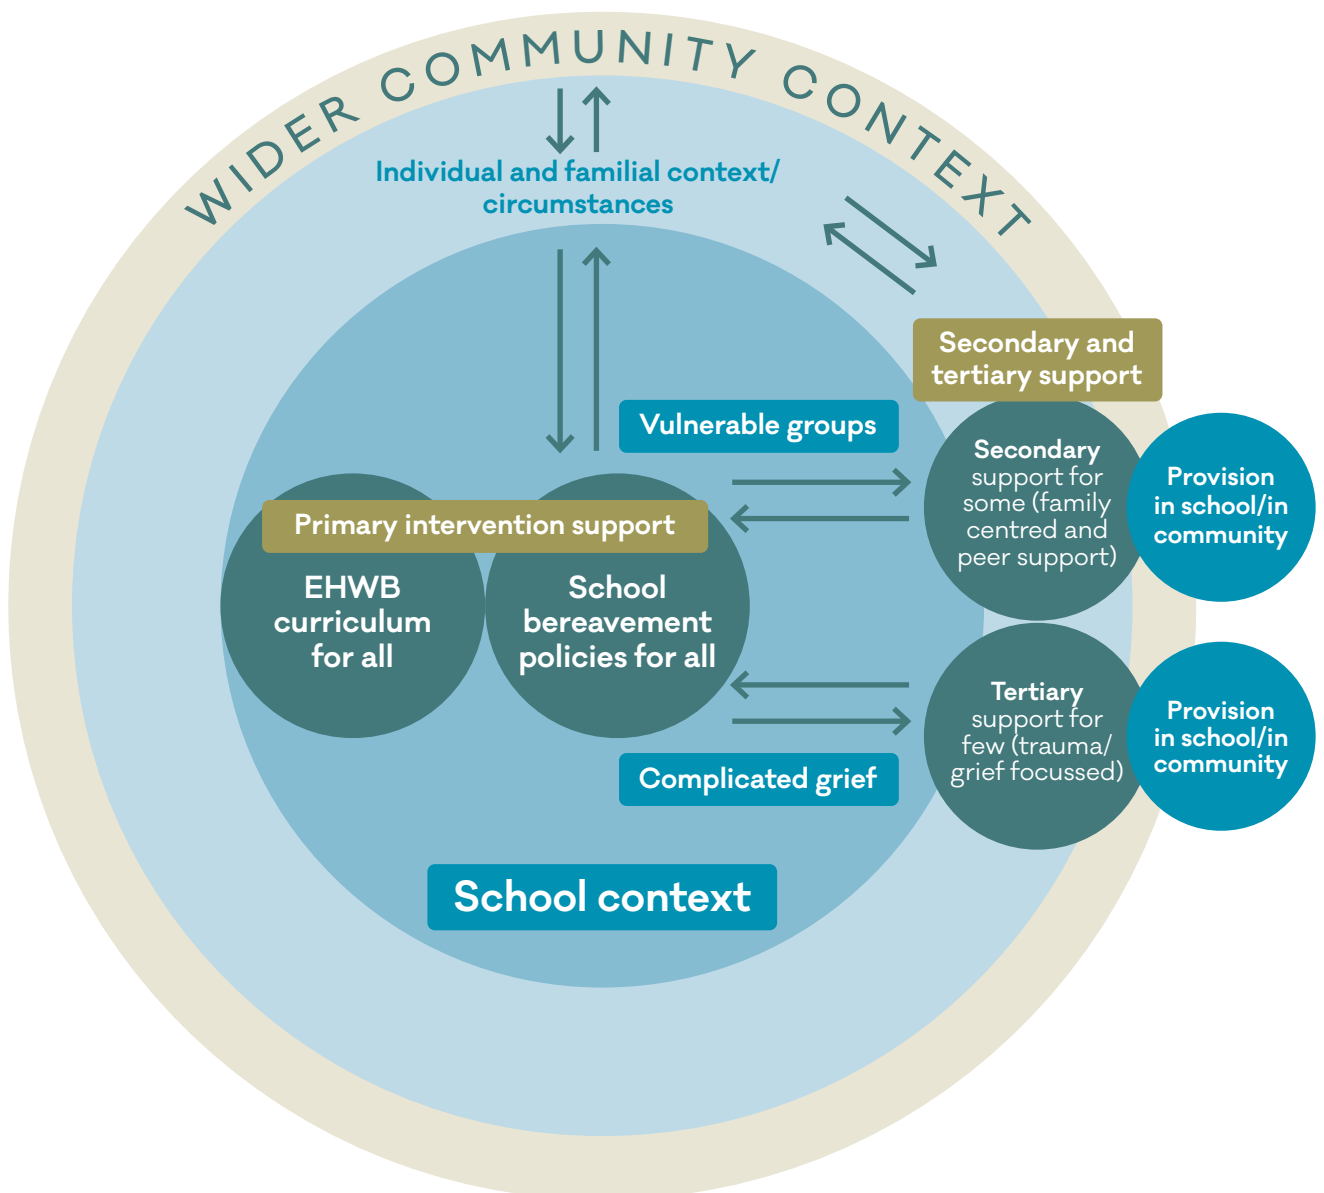 WIDER COMMUNITY CONTEXT
Individual and familial context/
circumstances
Secondary and
tertiary support
Vulnerable groups
Secondary
support for
some (family
centred and
peer support)
Provision
in school/in
community
Primary intervention support
EHWB
curriculum
for all
School
bereavement
policies for all
Tertiary
support for
few (trauma/
grief focussed)
Provision
in school/in
community
Complicated grief
School context